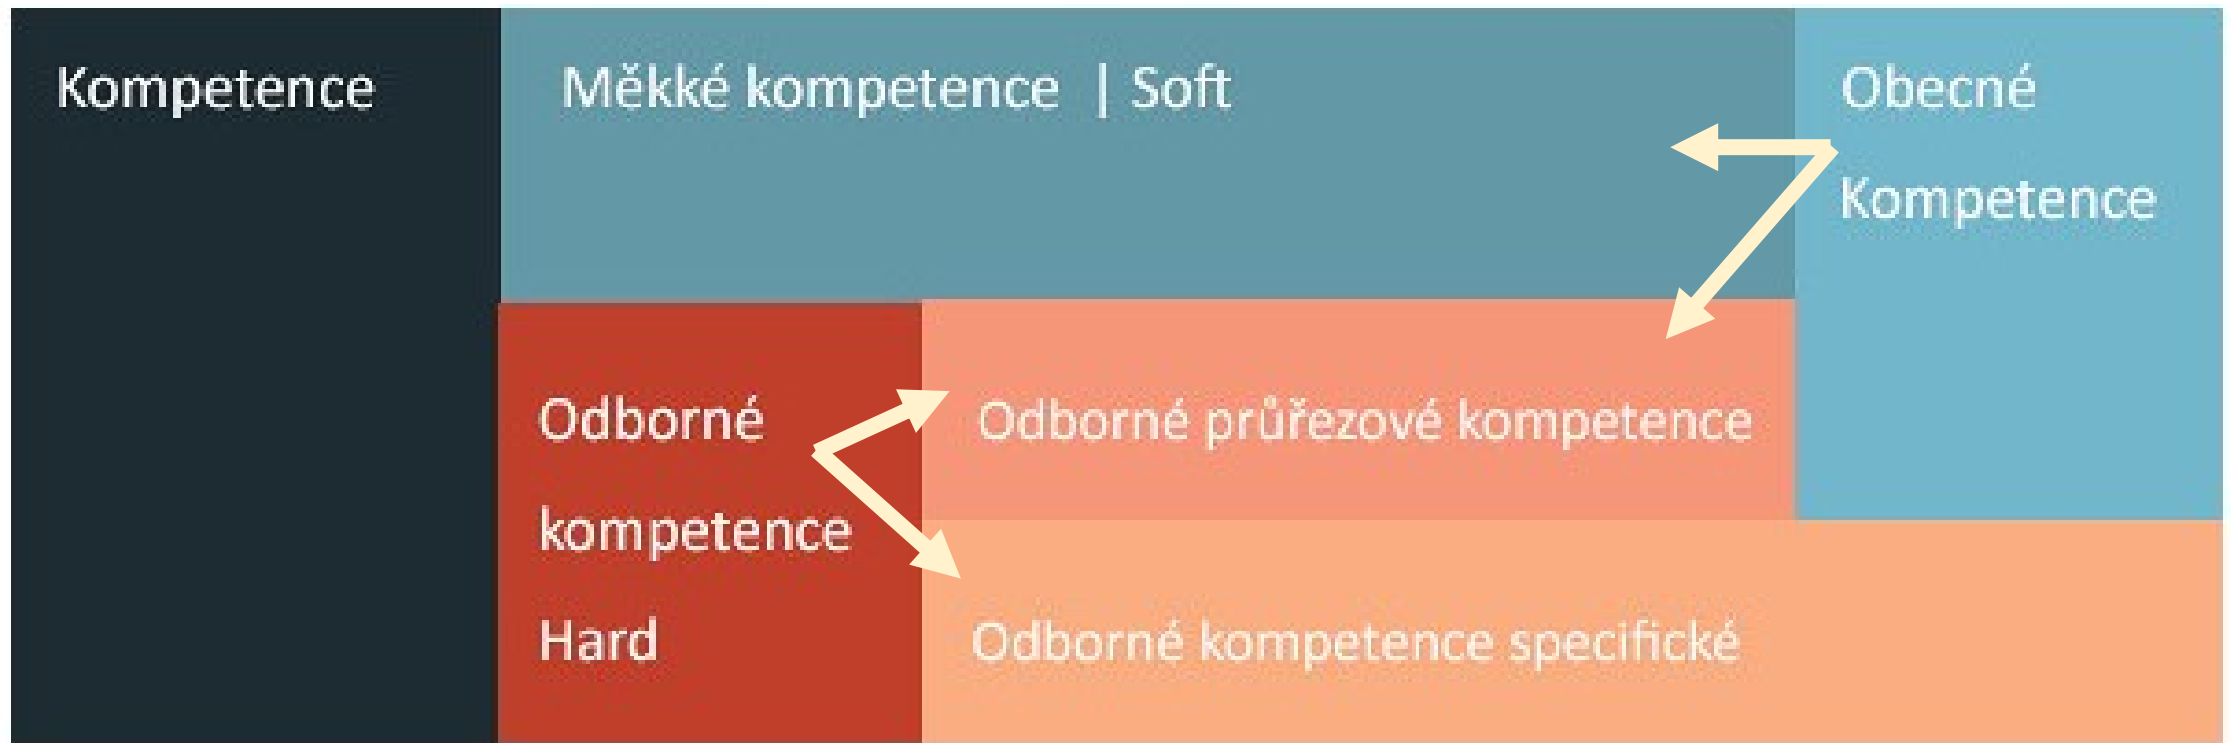 Kompetence
Měkké kompetence | Soft
Obecné
Kompetence
Odborné
kompetence
Hard
Odborné průřezové kompetence
Odborné kompetence specifické